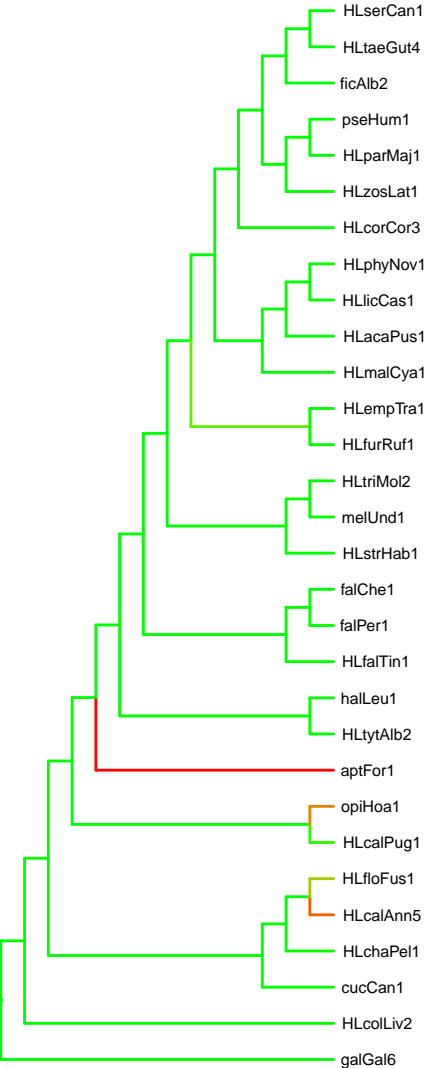 HLserCan1
HLtaeGut4
ficAlb2
pseHum1
HLparMaj1
HLzosLat1
HLcorCor3
HLphyNov1
HLlicCas1
HLacaPus1
HLmalCya1
HLempTra1
HLfurRuf1
HLtriMol2
melUnd1
HLstrHab1
falChe1
falPer1
HLfalTin1
halLeu1
HLtytAlb2
aptFor1
opiHoa1
HLcalPug1
HLfloFus1
HLcalAnn5
HLchaPel1
cucCan1
HLcolLiv2
galGal6